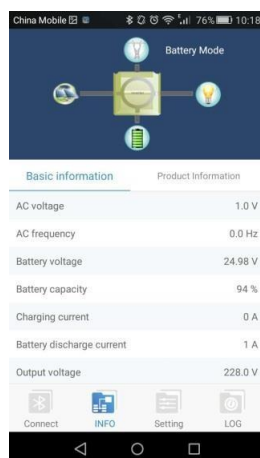 China Mobile 76% 10:18
Battery Mode
Basic information Product Information
AC voltage 1.0 V
AC frequency 0.0 Hz
Battery voltage 24.98 V
Battery capacity 94 %
Charging current 0 A
Battery discharge current 1 A
Output voltage 228.0 V
Connect INFO Setting LOG